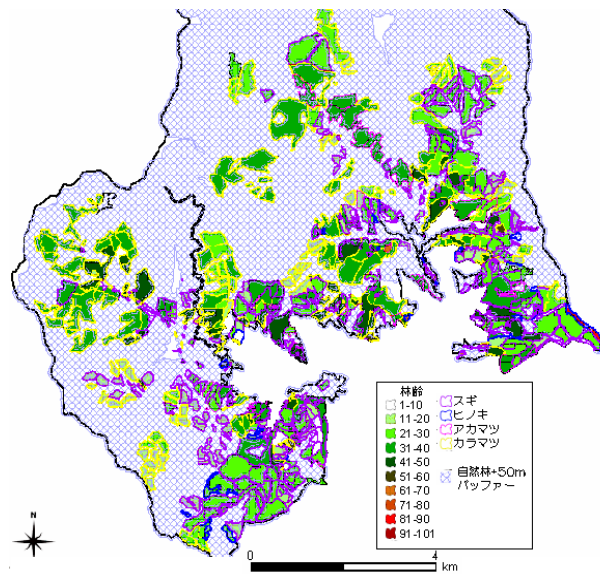 林齢
1-10
11-20
21-30
31-40
41-50
51-60
61-70
71-80
81-90
91-101
スギ
ヒノキ
アカマツ
カラマツ
自然林+50m
バッファー
N
0 4
km